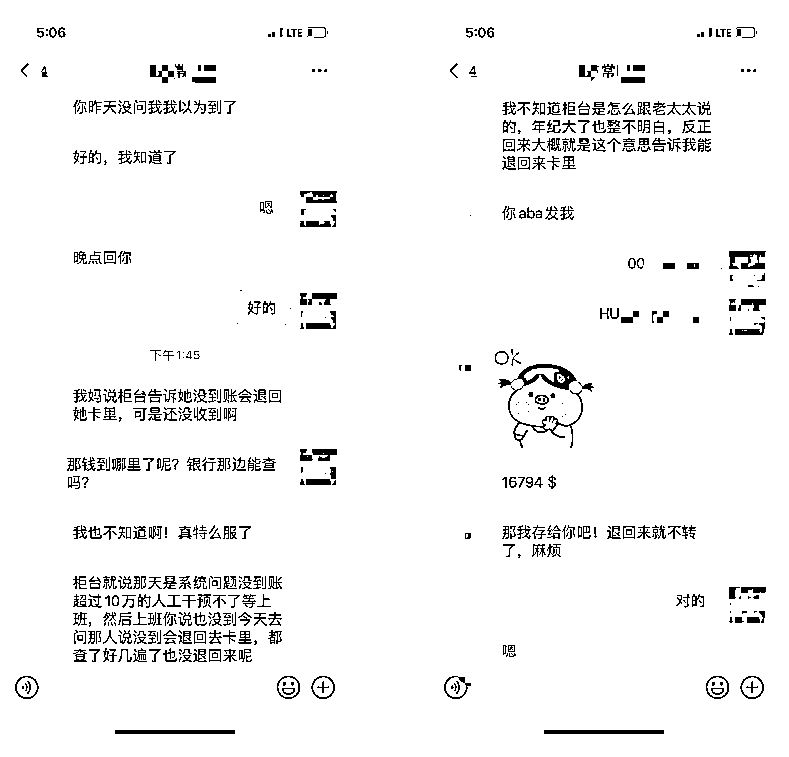 5:06
LTE
4
你昨天没问我我以为到了
好的，我知道了
嗯
晚点回你
好的
下午1:45
我妈说柜台告诉她没到账会退回
她卡里，可是还没收到啊
那钱到哪里了呢？银行那边能查
吗？
我也不知道啊！真特么服了
柜台就说那天是系统问题没到账
超过10万的人工干预不了等上
班，然后上班你说也没到今天去
问那人说没到会退回去卡里，都
查了好几遍了也没退回来呢
5:06
LTE
4
我不知道柜台是怎么跟老太太说
的，年纪大了也整不明白，反正
回来大概就是这个意思告诉我能
退回来卡里
你aba发我
00
HU
OK
16794 $
那我存给你吧！退回来就不转
了，麻烦
对的
嗯